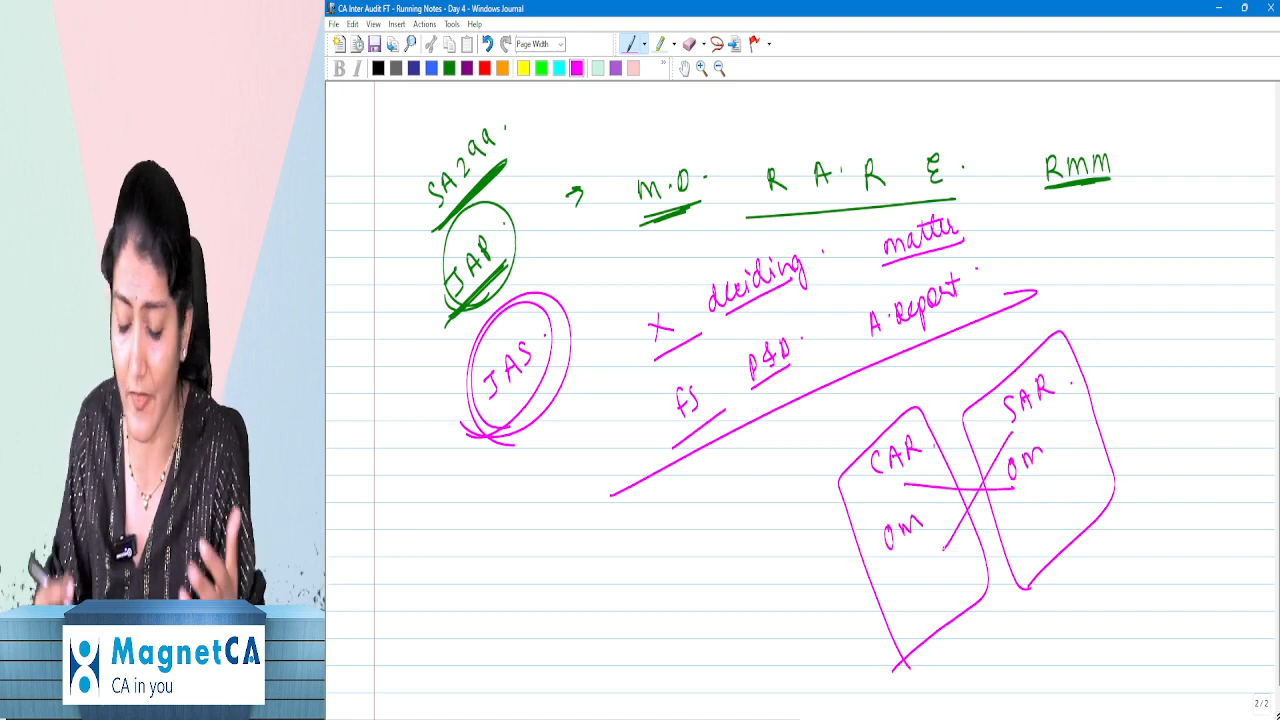 CA Inter Audit FT - Running Notes - Day 4 - Windows Journal
File Edit View Insert Actions Tools Help
Page Width
B I
SA299.
JAP.
M.O. R A. R E. RMM
X deciding. matter
FS P&D. A. Report.
JAS.
CAR.
OM
SAR.
OM
MagnetCA
CA in you
2/2